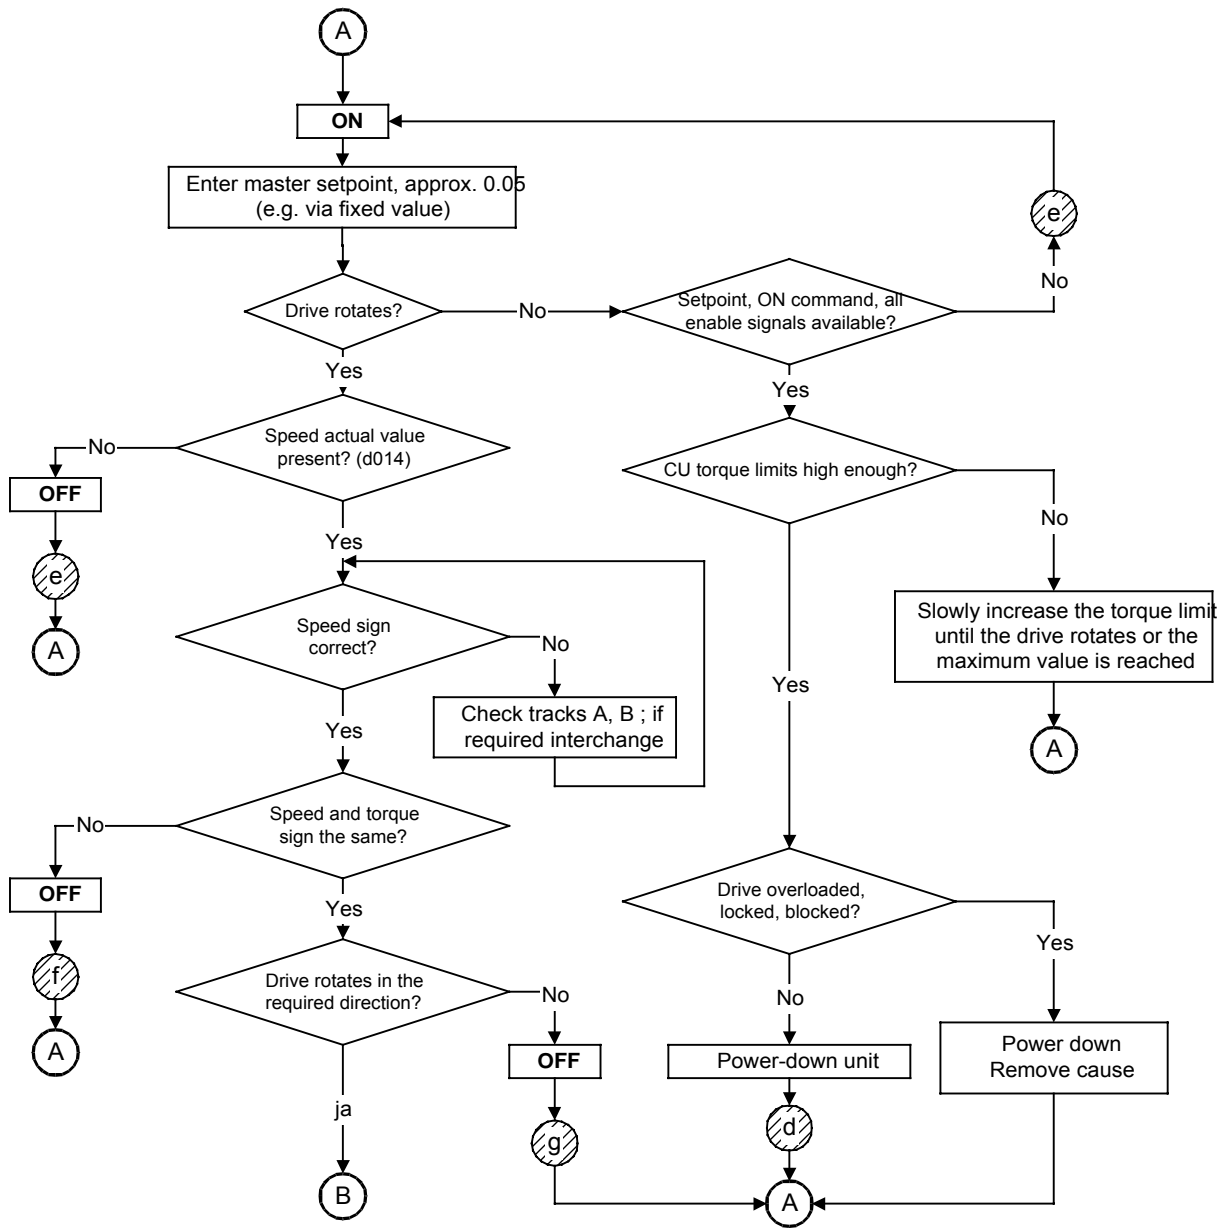 A
ON
Enter master setpoint, approx. 0.05
(e.g. via fixed value)
e
No
Drive rotates?
No
Setpoint, ON command, all
enable signals available?
Yes
Yes
No
Speed actual value
present? (d014)
CU torque limits high enough?
OFF
No
Yes
e
A
Speed sign
correct?
No
Slowly increase the torque limit
until the drive rotates or the
maximum value is reached
Yes
Check tracks A, B ; if
required interchange
Yes
A
No
Speed and torque
sign the same?
OFF
Yes
Drive overloaded,
locked, blocked?
Yes
f
Drive rotates in the
required direction?
No
No
A
OFF
Power-down unit
Power down
Remove cause
ja
g
d
B
A